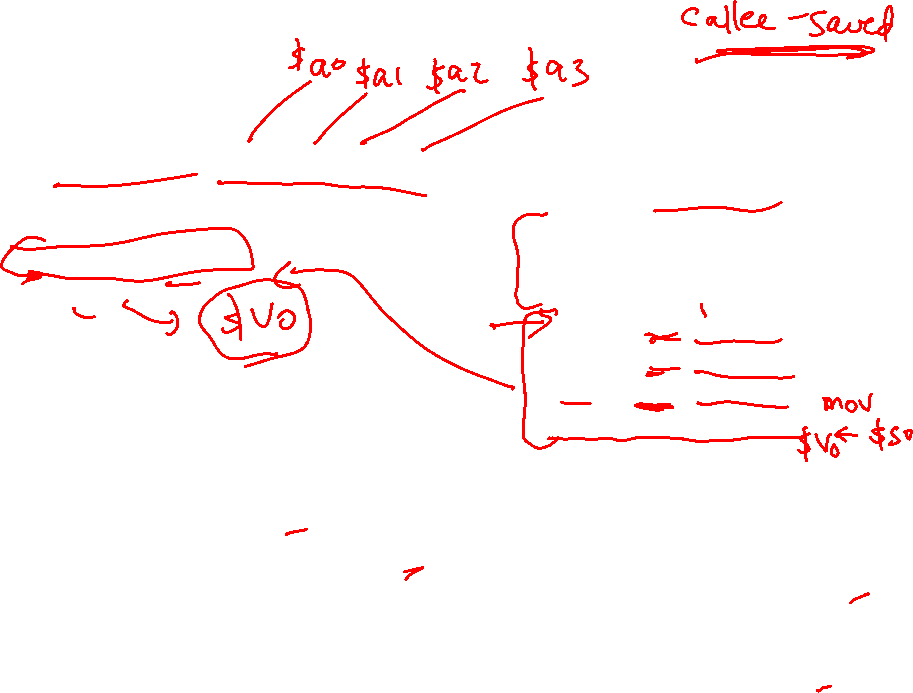 callee-saved
$a0 $a1 $a2 $a3
$v0
mov
$v0 ← $s0